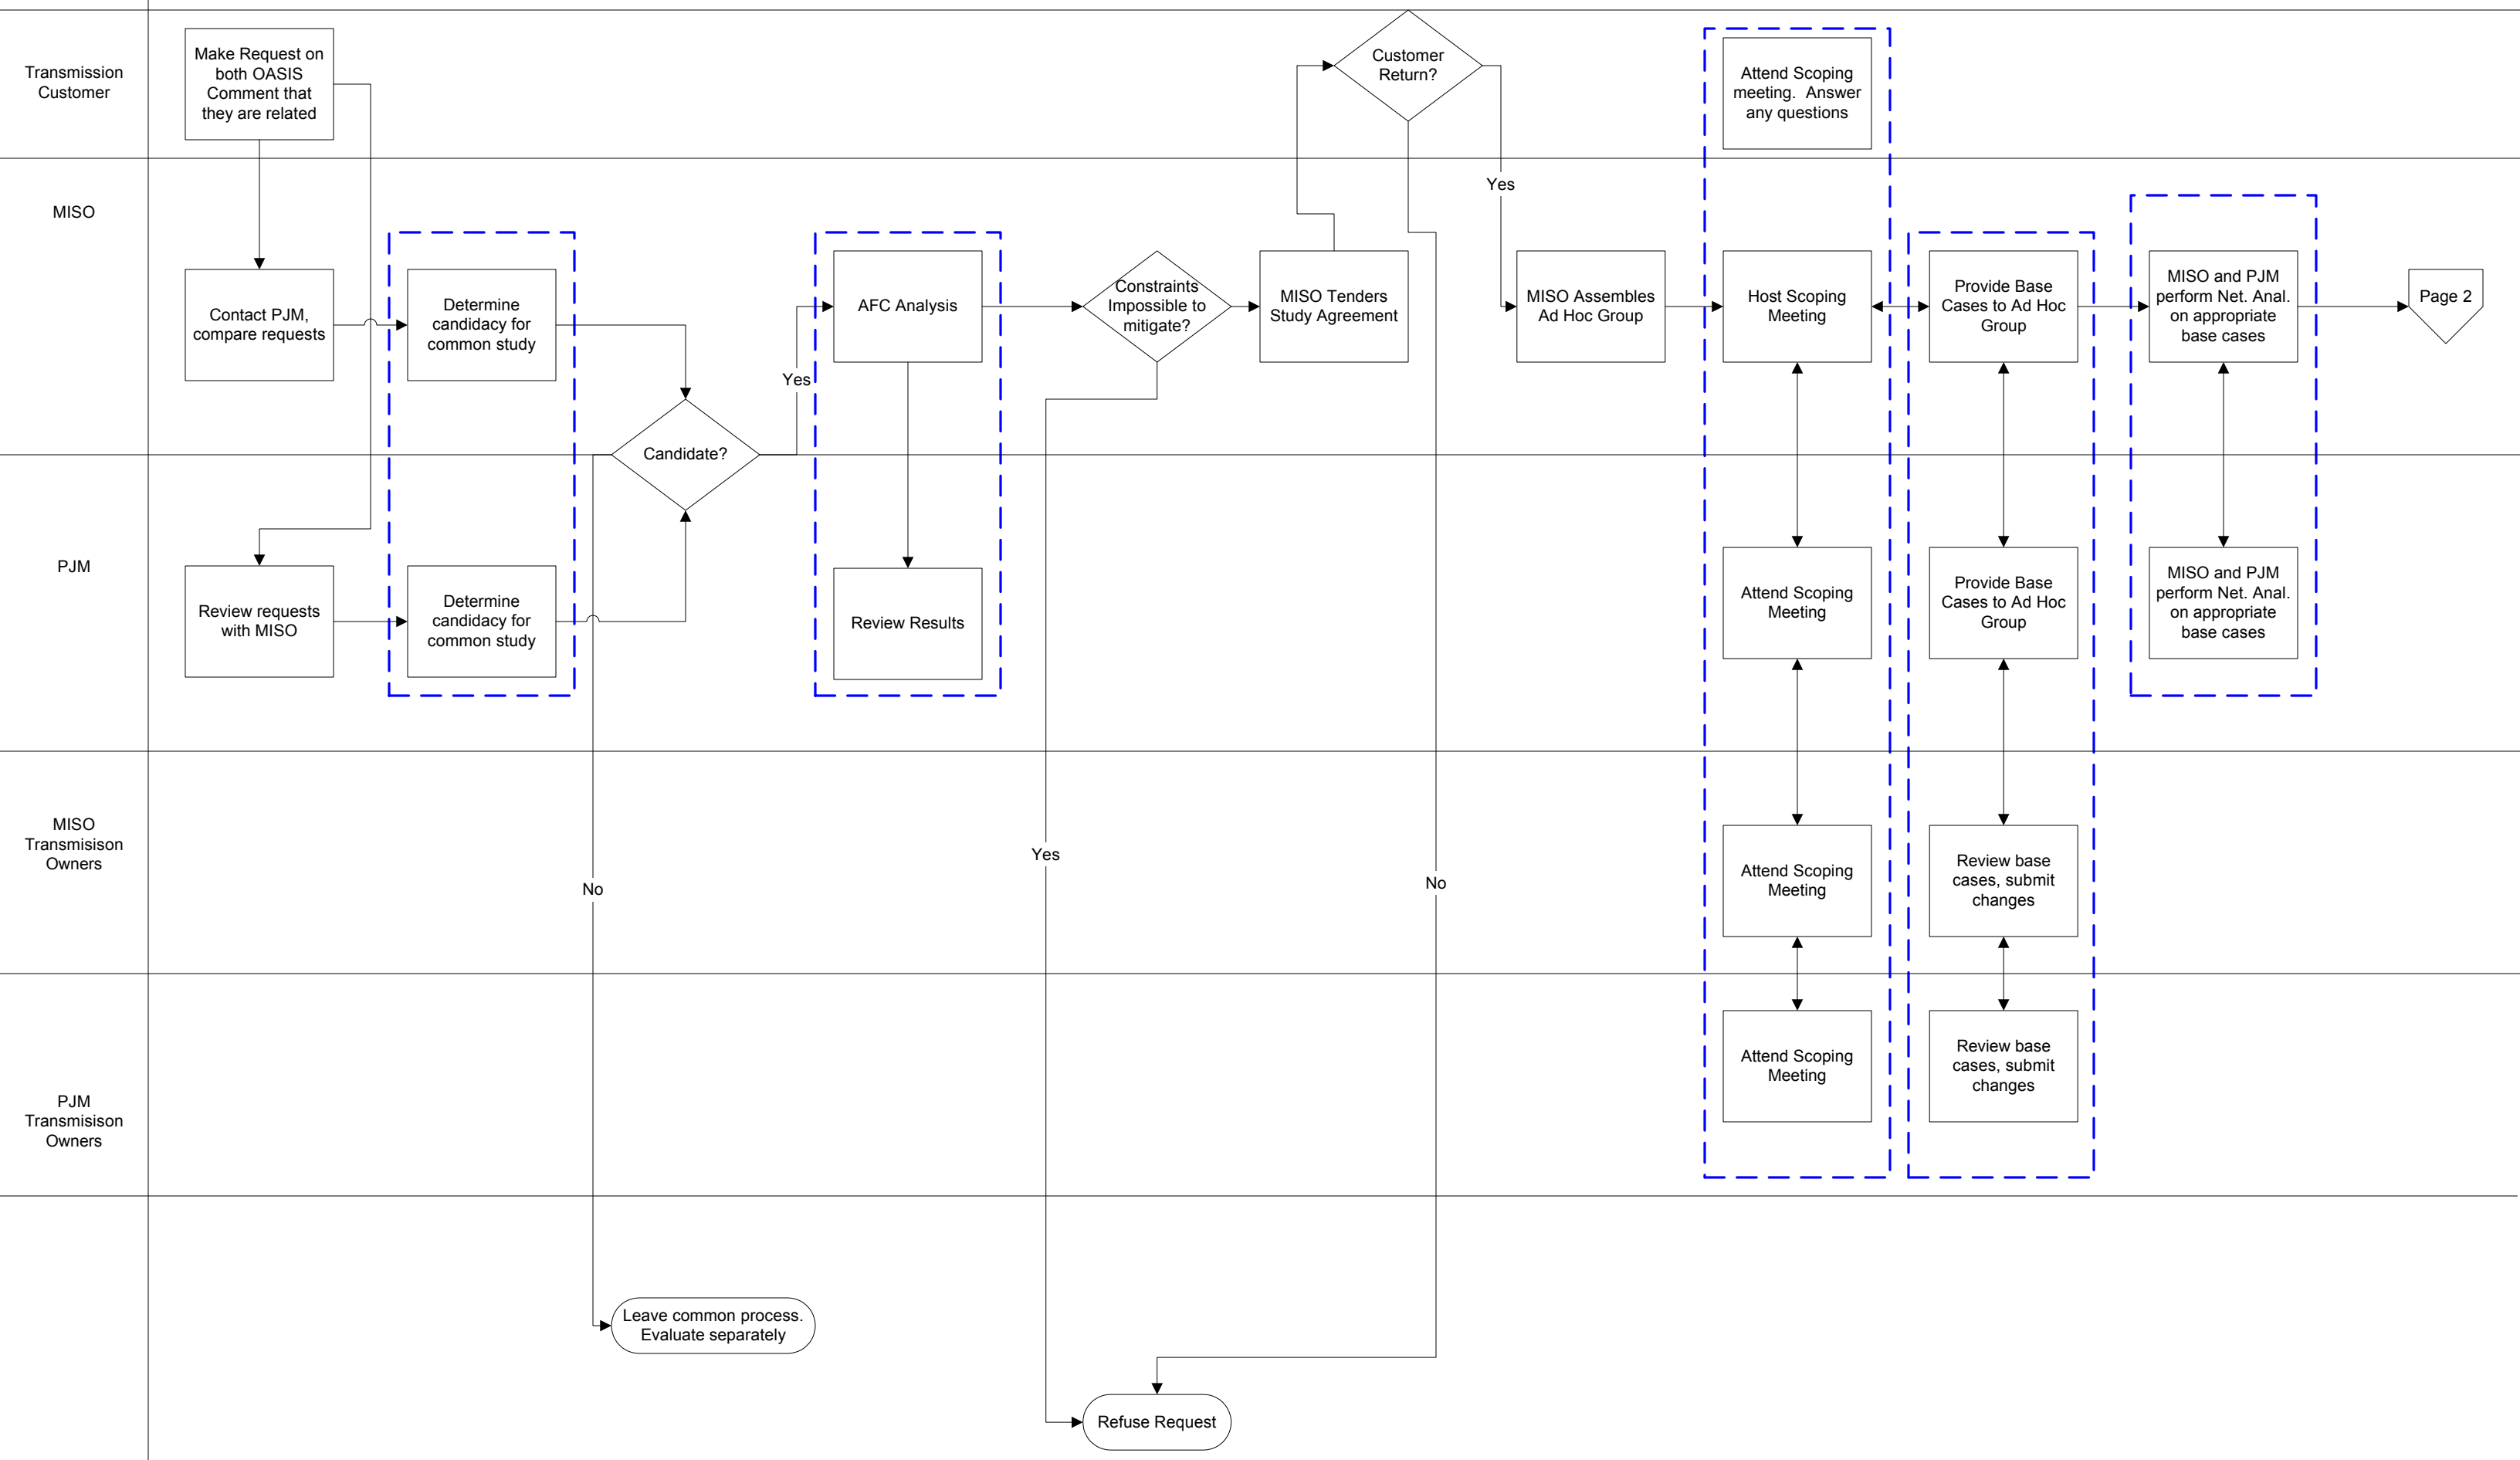 Transmission
Customer
Make Request on
both OASIS
Comment that
they are related
Customer
Return?
Attend Scoping
meeting.  Answer
any questions
MISO
Contact PJM,
compare requests
Determine
candidacy for
common study
Yes
AFC Analysis
Constraints
Impossible to
mitigate?
MISO Tenders
Study Agreement
Yes
MISO Assembles
Ad Hoc Group
Host Scoping
Meeting
Provide Base
Cases to Ad Hoc
Group
MISO and PJM
perform Net. Anal.
on appropriate
base cases
Page 2
Candidate?
PJM
Review requests
with MISO
Determine
candidacy for
common study
Review Results
Attend Scoping
Meeting
Provide Base
Cases to Ad Hoc
Group
MISO and PJM
perform Net. Anal.
on appropriate
base cases
MISO
Transmisison
Owners
No
Yes
No
Attend Scoping
Meeting
Review base
cases, submit
changes
PJM
Transmisison
Owners
Attend Scoping
Meeting
Review base
cases, submit
changes
Leave common process.
Evaluate separately
Refuse Request